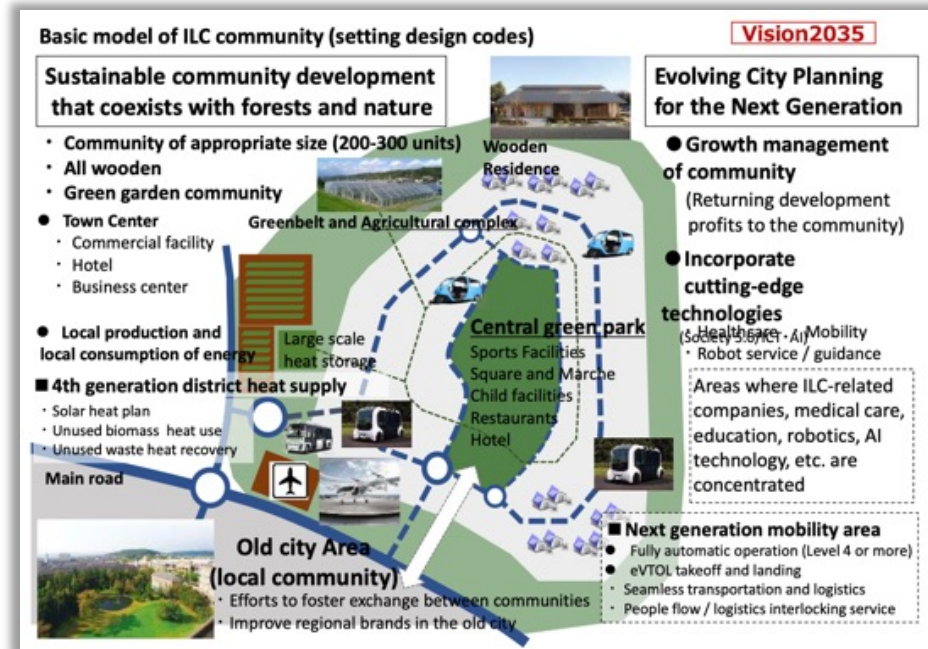 Basic model of ILC community (setting design codes)
Vision2035
Sustainable community development
that coexists with forests and nature
・ Community of appropriate size (200-300 units)
・ All wooden
・ Green garden community
● Town Center
・ Commercial facility
・ Hotel
・ Business center
● Local production and
local consumption of energy
■ 4th generation district heat supply
・ Solar heat plan
・ Unused biomass heat use
・ Unused waste heat recovery
Main road
Wooden
Residence
Greenbelt and Agricultural complex
Large scale
heat storage
Central green park
Sports Facilities
Square and Marche
Child facilities
Restaurants
Hotel
Old city Area
(local community)
・ Efforts to foster exchange between communities
・ Improve regional brands in the old city
Evolving City Planning
for the Next Generation
● Growth management
of community
(Returning development
profits to the community)
● Incorporate
cutting-edge
technologies
(Society 5.0/ICT・AI)
・ Healthcare ・ Mobility
・ Robot service / guidance
Areas where ILC-related
companies, medical care,
education, robotics, AI
technology, etc. are
concentrated
■ Next generation mobility area
● Fully automatic operation (Level 4 or more)
● eVTOL takeoff and landing
・ Seamless transportation and logistics
・ People flow / logistics interlocking service